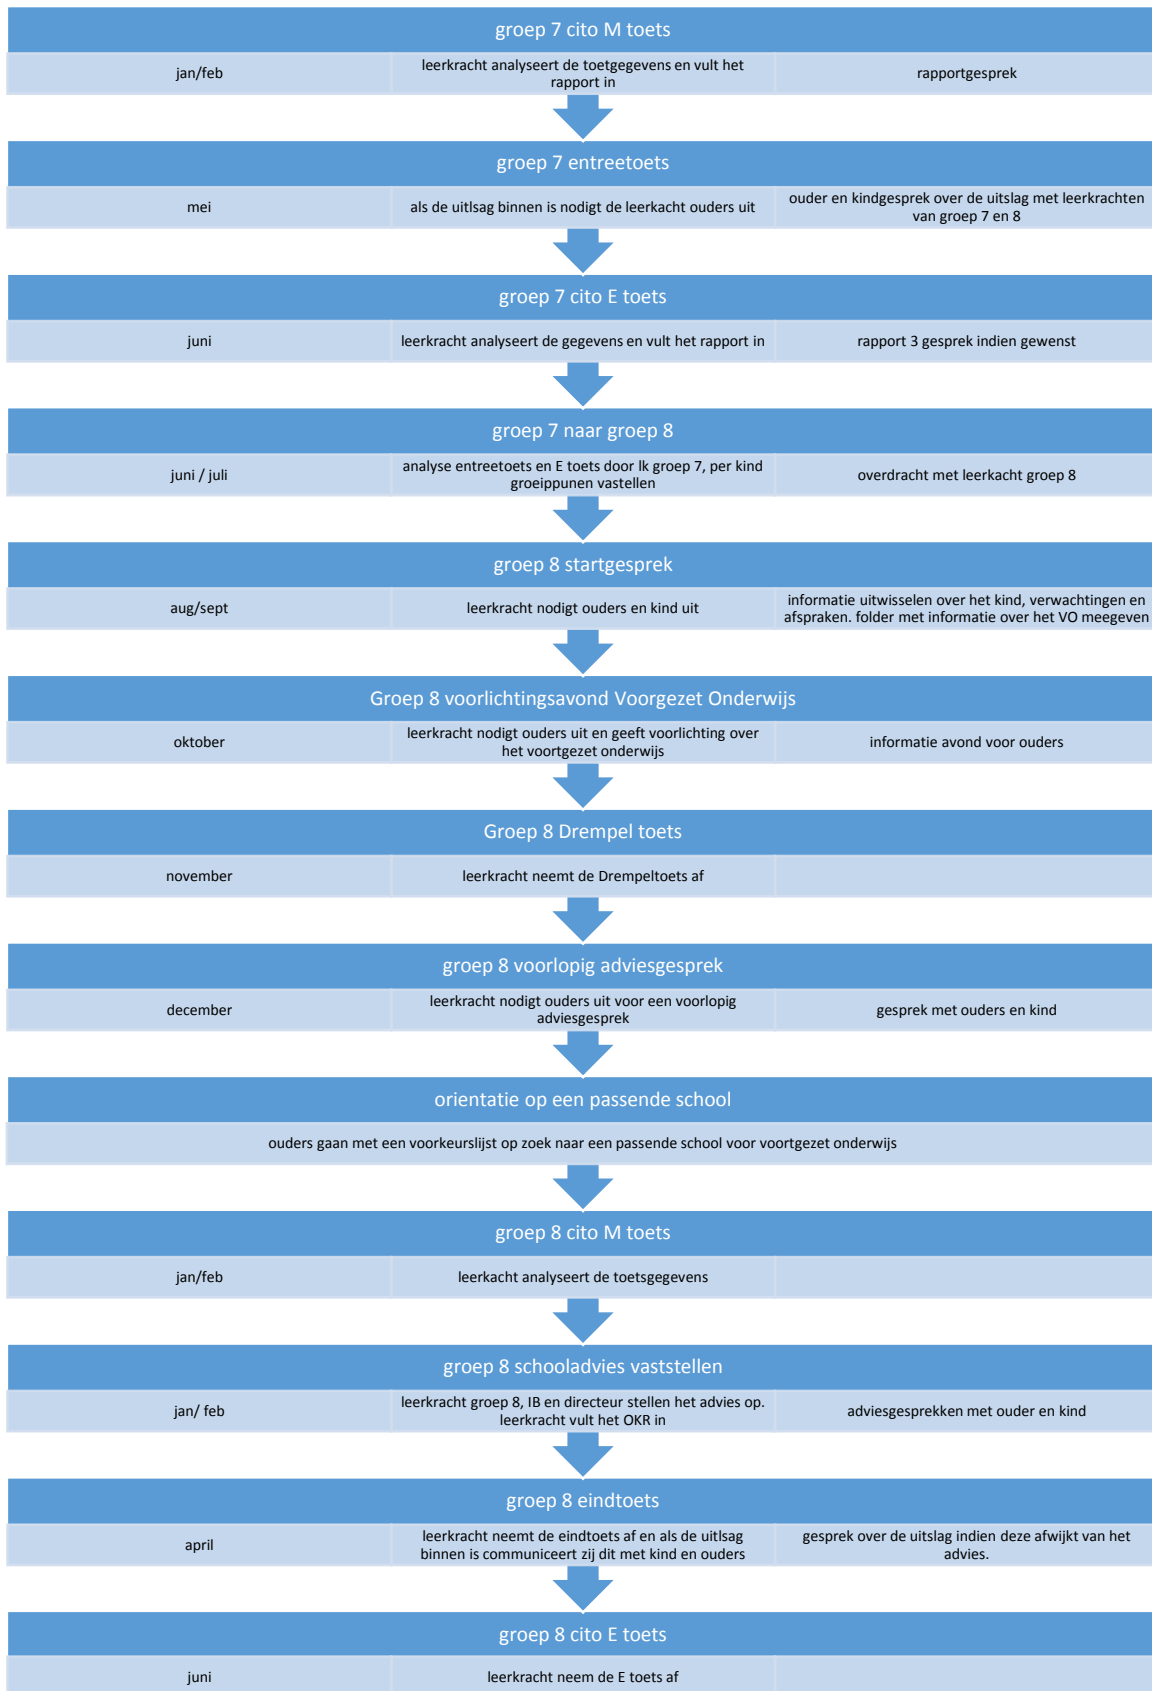 groep 7 cito M toets
jan/feb
leerkracht analyseert de toetgegevens en vult het
rapport in
rapportgesprek
groep 7 entreetoets
mei
als de uitlsag binnen is nodigt de leerkacht ouders uit
ouder en kindgesprek over de uitslag met leerkrachten
van groep 7 en 8
groep 7 cito E toets
juni
leerkracht analyseert de gegevens en vult het rapport in
rapport 3 gesprek indien gewenst
groep 7 naar groep 8
juni / juli
analyse entreetoets en E toets door lk groep 7, per kind
groeippunen vastellen
overdracht met leerkacht groep 8
groep 8 startgesprek
aug/sept
leerkracht nodigt ouders en kind uit
informatie uitwisselen over het kind, verwachtingen en
afspraken. folder met informatie over het VO meegeven
Groep 8 voorlichtingsavond Voorgezet Onderwijs
oktober
leerkracht nodigt ouders uit en geeft voorlichting over
het voortgezet onderwijs
informatie avond voor ouders
Groep 8 Drempel toets
november
leerkracht neemt de Drempeltoets af
groep 8 voorlopig adviesgesprek
december
leerkracht nodigt ouders uit voor een voorlopig
adviesgesprek
gesprek met ouders en kind
orientatie op een passende school
ouders gaan met een voorkeurslijst op zoek naar een passende school voor voortgezet onderwijs
groep 8 cito M toets
jan/feb
leerkacht analyseert de toetsgegevens
groep 8 schooladvies vaststellen
jan/ feb
leerkracht groep 8, IB en directeur stellen het advies op.
leerkracht vult het OKR in
adviesgesprekken met ouder en kind
groep 8 eindtoets
april
leerkracht neemt de eindtoets af en als de uitlsag
binnen is communiceert zij dit met kind en ouders
gesprek over de uitslag indien deze afwijkt van het
advies.
groep 8 cito E toets
juni
leerkracht neem de E toets af